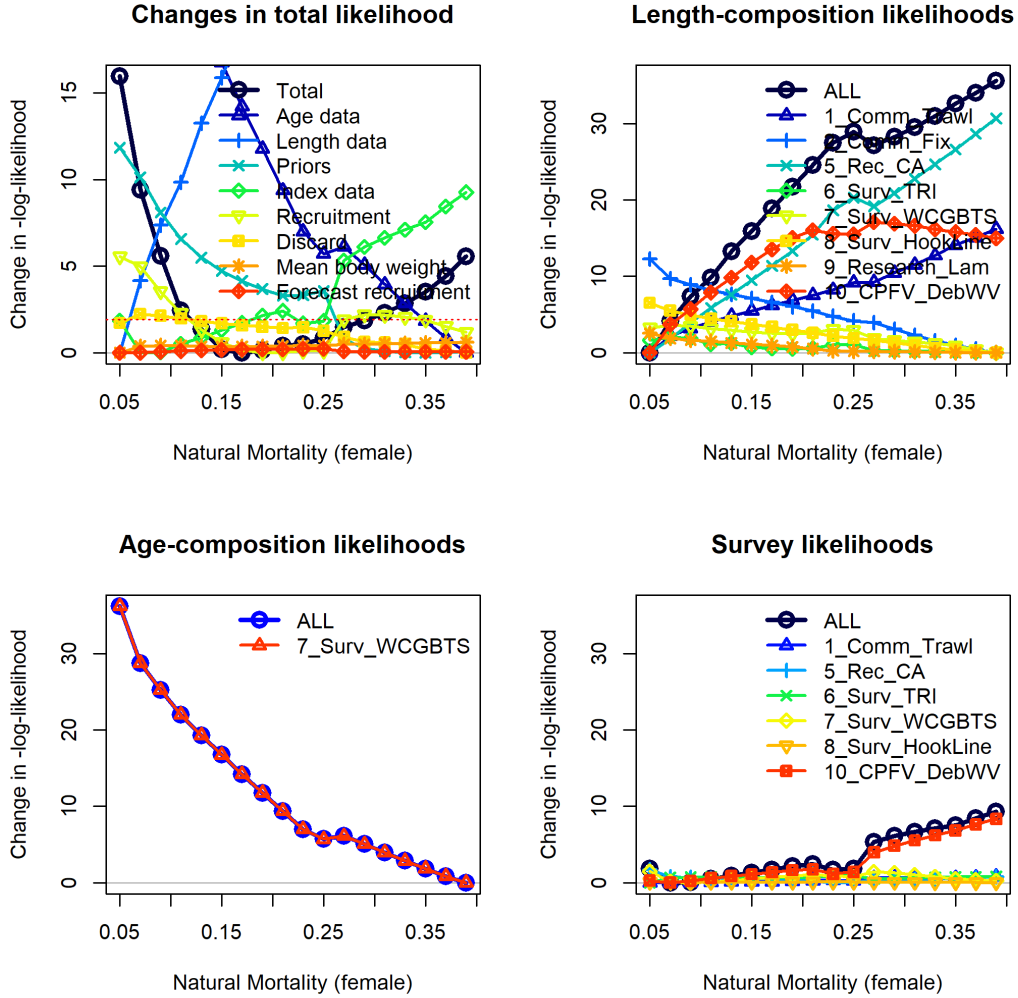 Changes in total likelihood
Change in -log-likelihood
15
10
5
0
Total
Age data
Length data
Priors
Index data
Recruitment
Discard
Mean body weight
Forecast recruitment
0.05 0.15 0.25 0.35
Natural Mortality (female)
Length-composition likelihoods
Change in -log-likelihood
30
20
10
0
ALL
1_Comm_Trawl
2_Comm_Fix
5_Rec_CA
6_Surv_TRI
7_Surv_WCGBTS
8_Surv_HookLine
9_Research_Lam
10_CPFV_DebWV
0.05 0.15 0.25 0.35
Natural Mortality (female)
Age-composition likelihoods
Change in -log-likelihood
30
20
10
0
ALL
7_Surv_WCGBTS
0.05 0.15 0.25 0.35
Natural Mortality (female)
Survey likelihoods
Change in -log-likelihood
30
20
10
0
ALL
1_Comm_Trawl
5_Rec_CA
6_Surv_TRI
7_Surv_WCGBTS
8_Surv_HookLine
10_CPFV_DebWV
0.05 0.15 0.25 0.35
Natural Mortality (female)